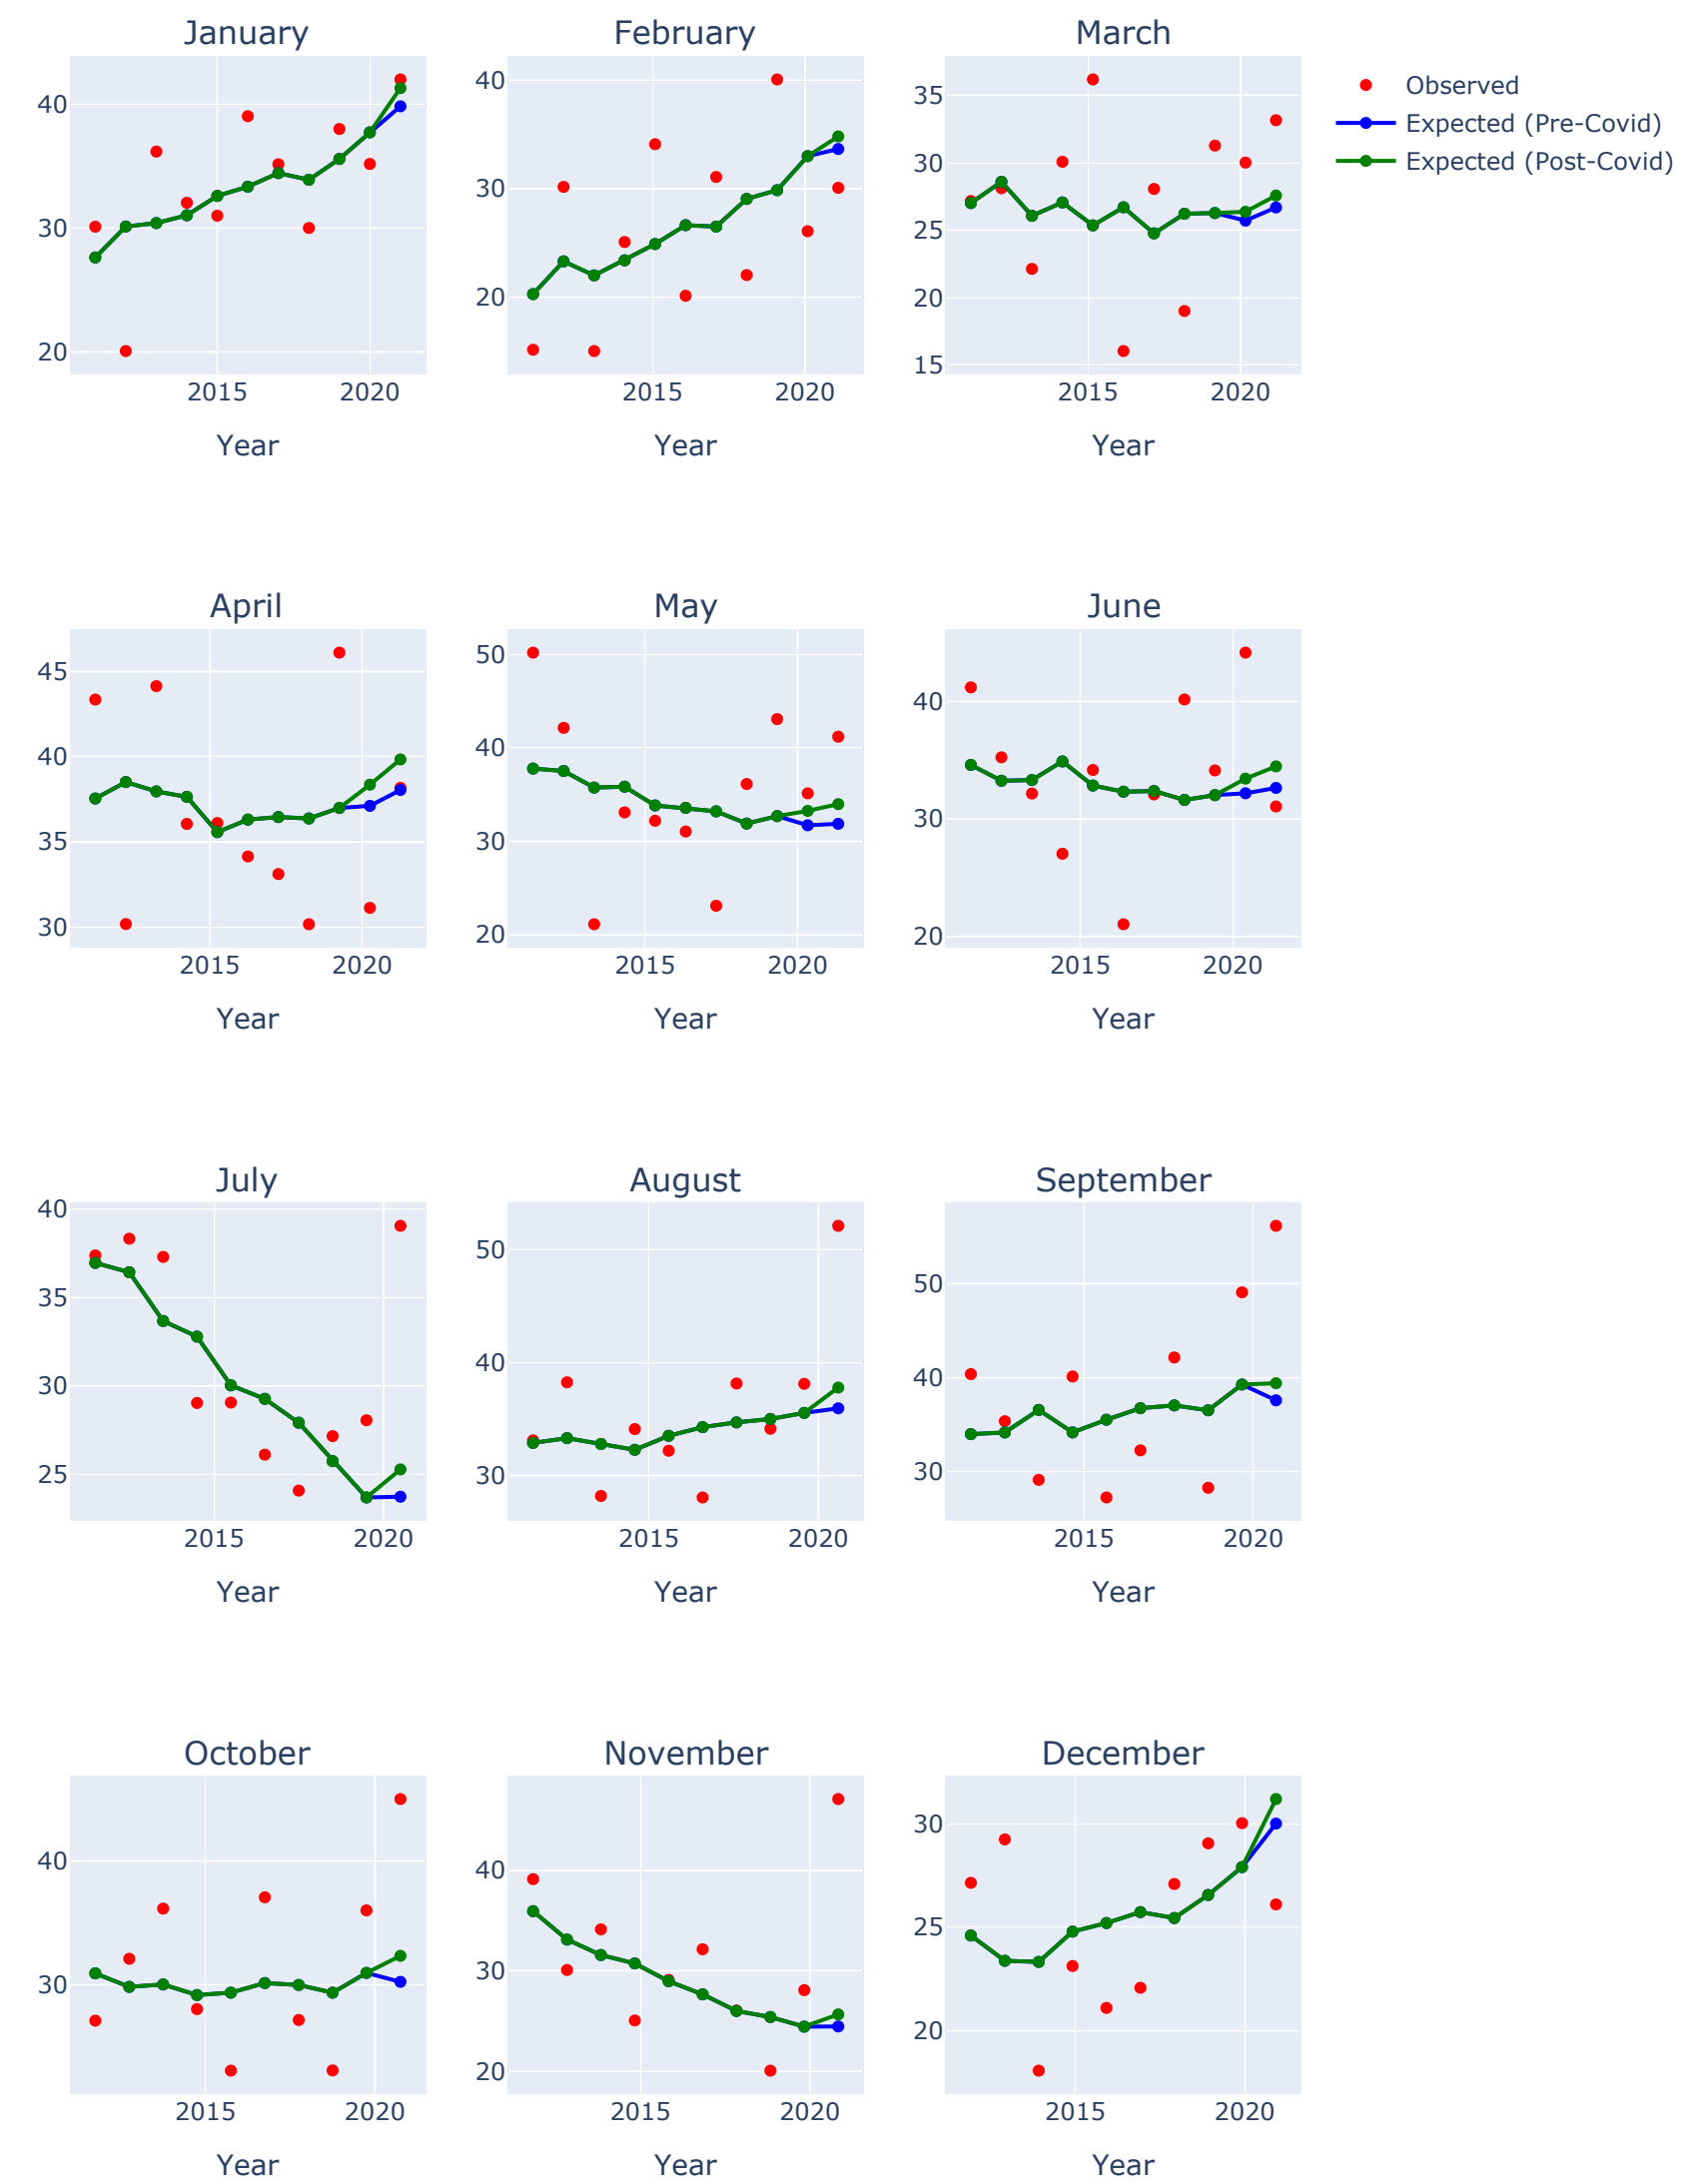 January February March
40
30
20
2015 2020
Year
40
30
20
2015 2020
Year
35
30
25
20
15
2015 2020
Year
Observed
Expected (Pre-Covid)
Expected (Post-Covid)
April May June
45
40
35
30
2015 2020
Year
50
40
30
20
2015 2020
Year
40
30
20
2015 2020
Year
July August September
40
35
30
25
2015 2020
Year
50
40
30
2015 2020
Year
50
40
30
2015 2020
Year
October November December
40
30
2015 2020
Year
40
30
20
2015 2020
Year
30
25
20
2015 2020
Year